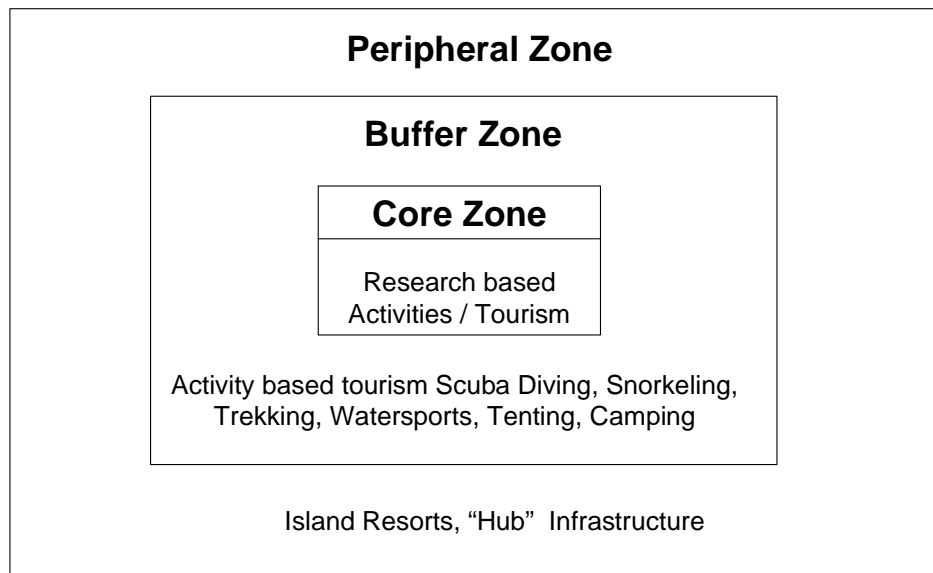 Peripheral Zone
Buffer Zone
Core Zone
Research based
Activities / Tourism
Activity based tourism Scuba Diving, Snorkeling,
Trekking, Watersports, Tenting, Camping
Island Resorts, “Hub”  Infrastructure